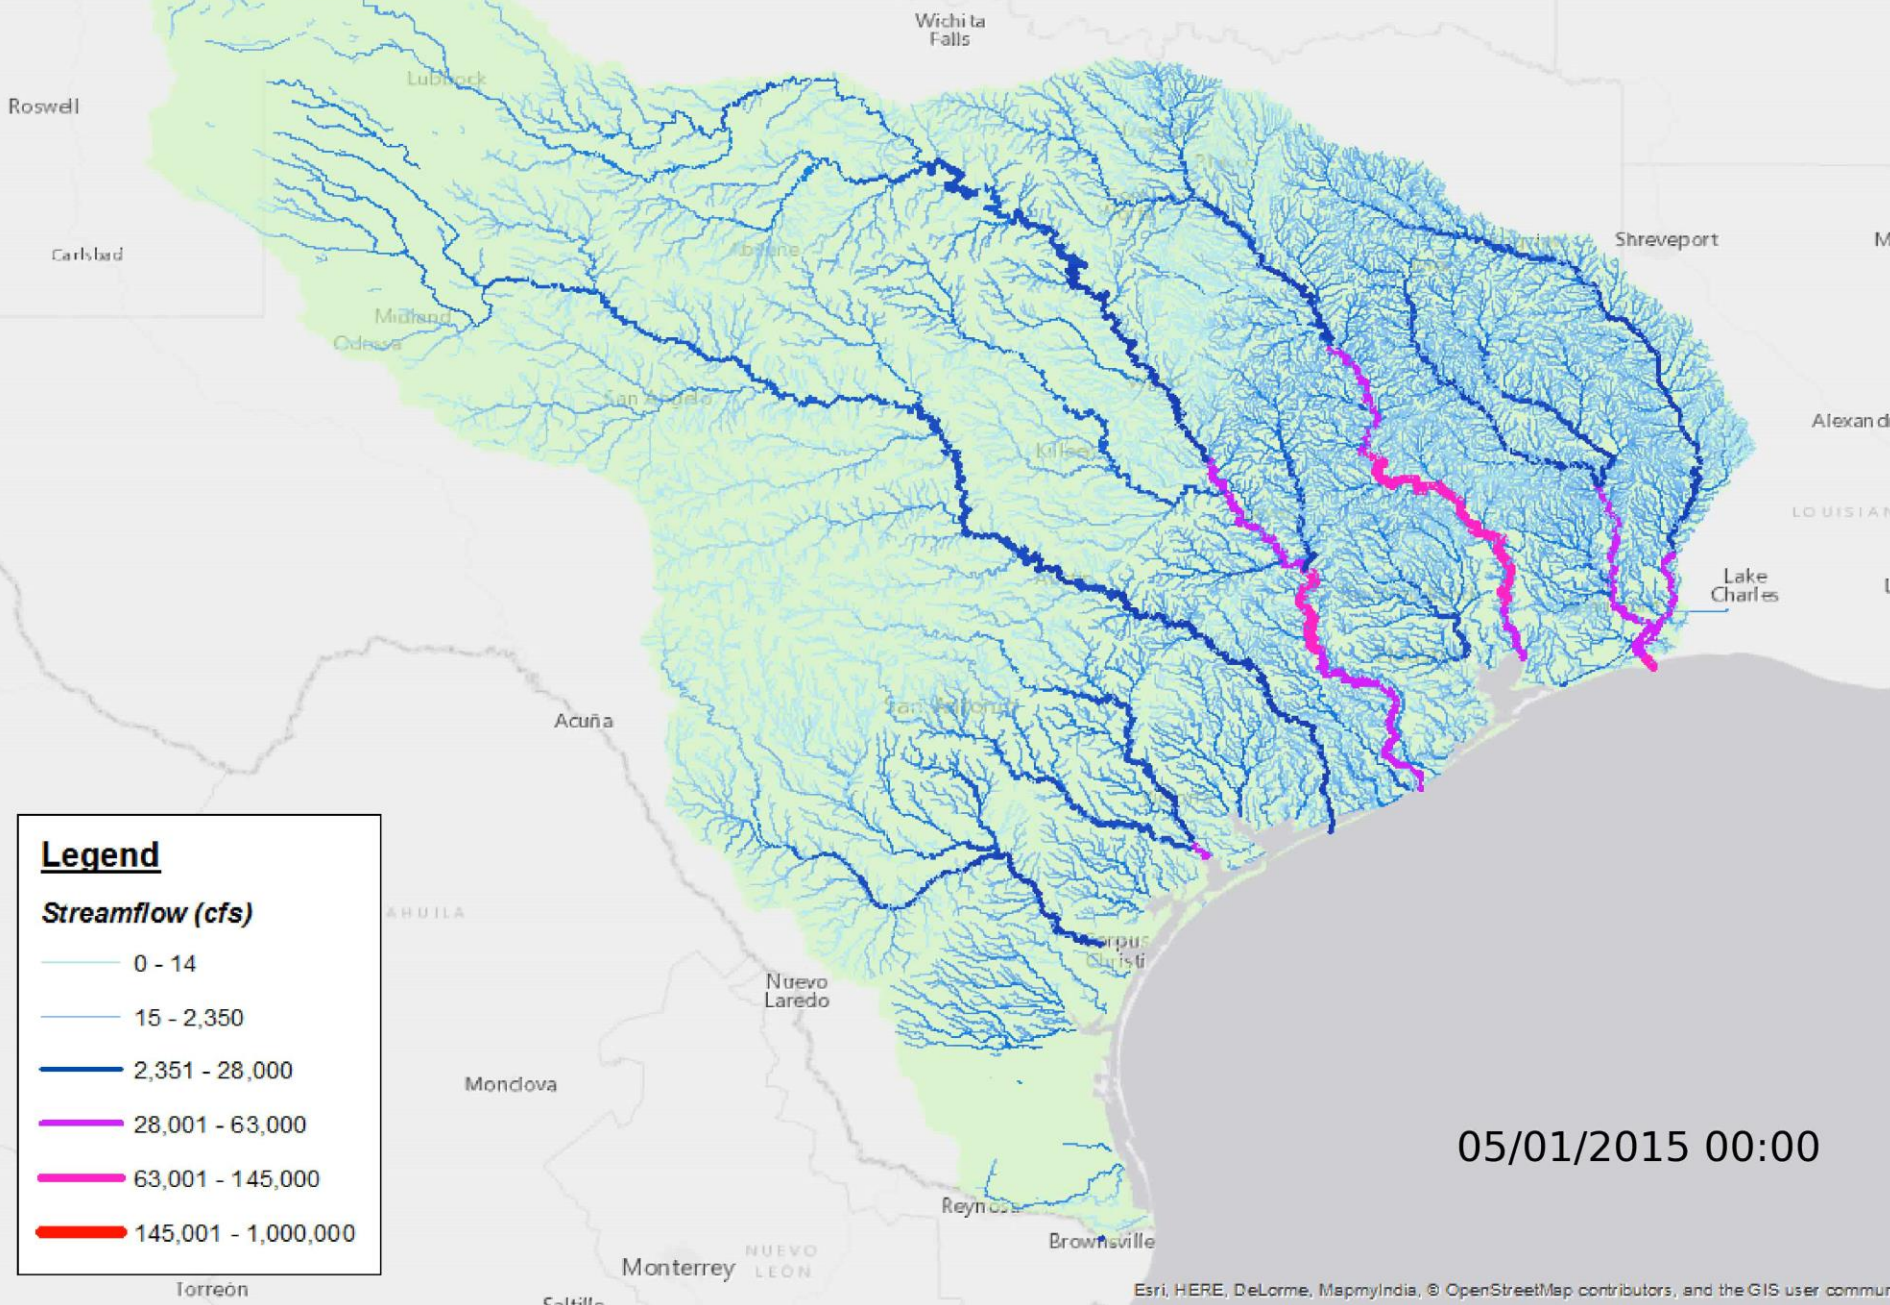 Wichita
Falls
Lubbock
Roswell
Carlsbad
Abilene
Shreveport
M
Midland
Odessa
San Angelo
Alexand
Killeen
LOUISIAN
Austin
Lake
Charles
L
San Antonio
Acuña
Legend
Streamflow (cfs)
0 - 14
15 - 2,350
2,351 - 28,000
28,001 - 63,000
63,001 - 145,000
145,001 - 1,000,000
AHUILA
Corpus
Christi
Nuevo
Laredo
Monclova
05/01/2015 00:00
Reynosa
Brownsville
Monterrey
NUEVO
LEÓN
Torreón
Saltillo
Esri, HERE, DeLorme, MapmyIndia, © OpenStreetMap contributors, and the GIS user commun